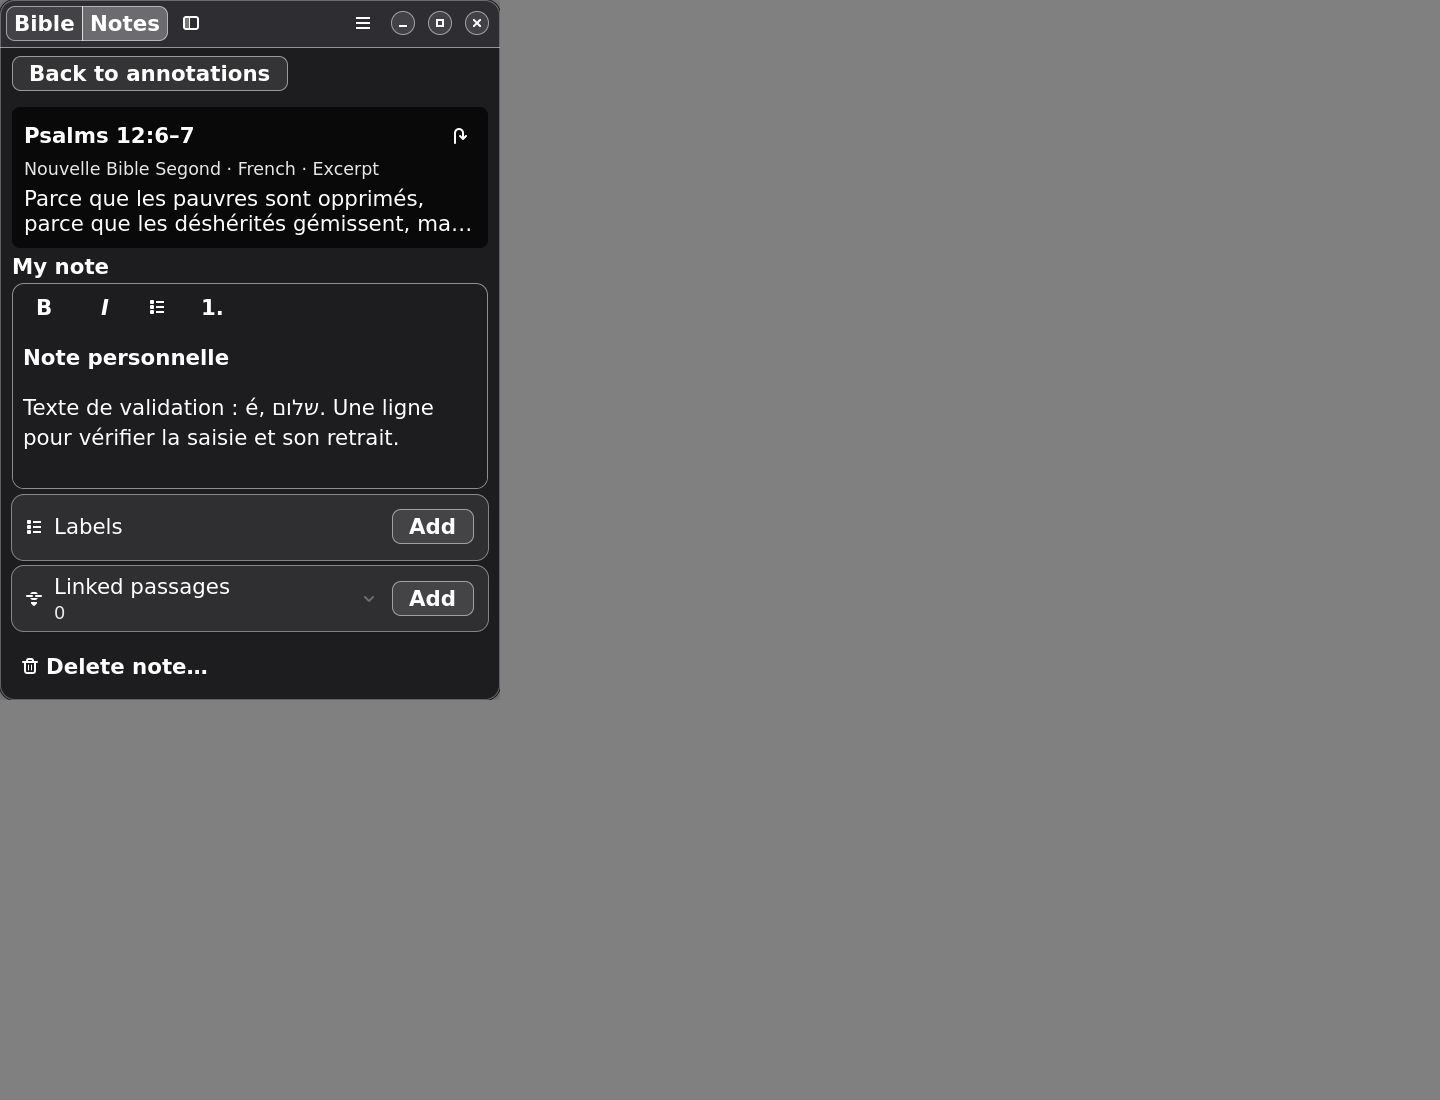 Bible Notes
Back to annotations
Psalms 12:6–7
Nouvelle Bible Segond · French · Excerpt
Parce que les pauvres sont opprimés,
parce que les déshérités gémissent, ma…
My note
B I 1.
Note personnelle
Texte de validation : é, שלום. Une ligne
pour vérifier la saisie et son retrait.
Labels Add
Linked passages
0
Add
Delete note…